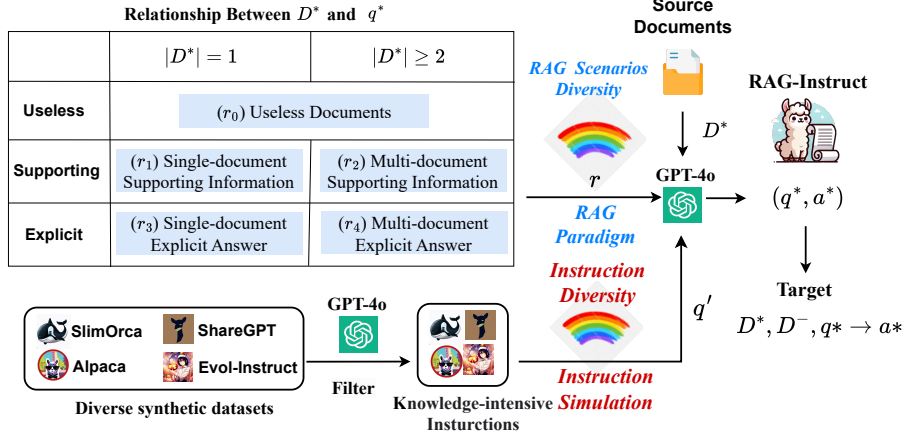 Relationship Between D* and q*
|D*| = 1
|D*| ≥ 2
Useless
(r0) Useless Documents
Supporting
(r1) Single-document
Supporting Information
(r2) Multi-document
Supporting Information
Explicit
(r3) Single-document
Explicit Answer
(r4) Multi-document
Explicit Answer
SlimOrca
ShareGPT
Alpaca
Evol-Instruct
Diverse synthetic datasets
GPT-4o
Filter
Knowledge-intensive
Insturctions
RAG Scenarios
Diversity
r
RAG
Paradigm
Instruction
Diversity
Instruction
Simulation
Source
Documents
D*
GPT-4o
q′
RAG-Instruct
(q*, a*)
Target
D*, D−, q* → a*